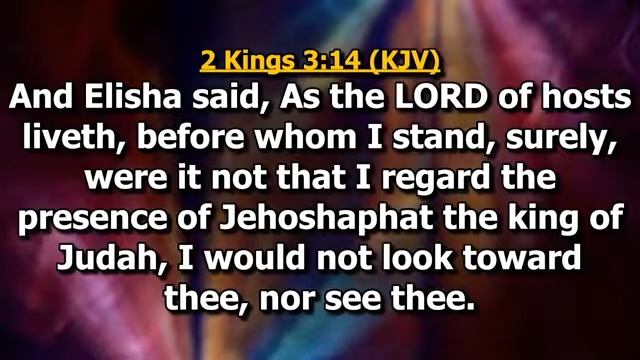 2 Kings 3:14 (KJV)
And Elisha said, As the LORD of hosts
liveth, before whom I stand, surely,
were it not that I regard the
presence of Jehoshaphat the king of
Judah, I would not look toward
thee, nor see thee.